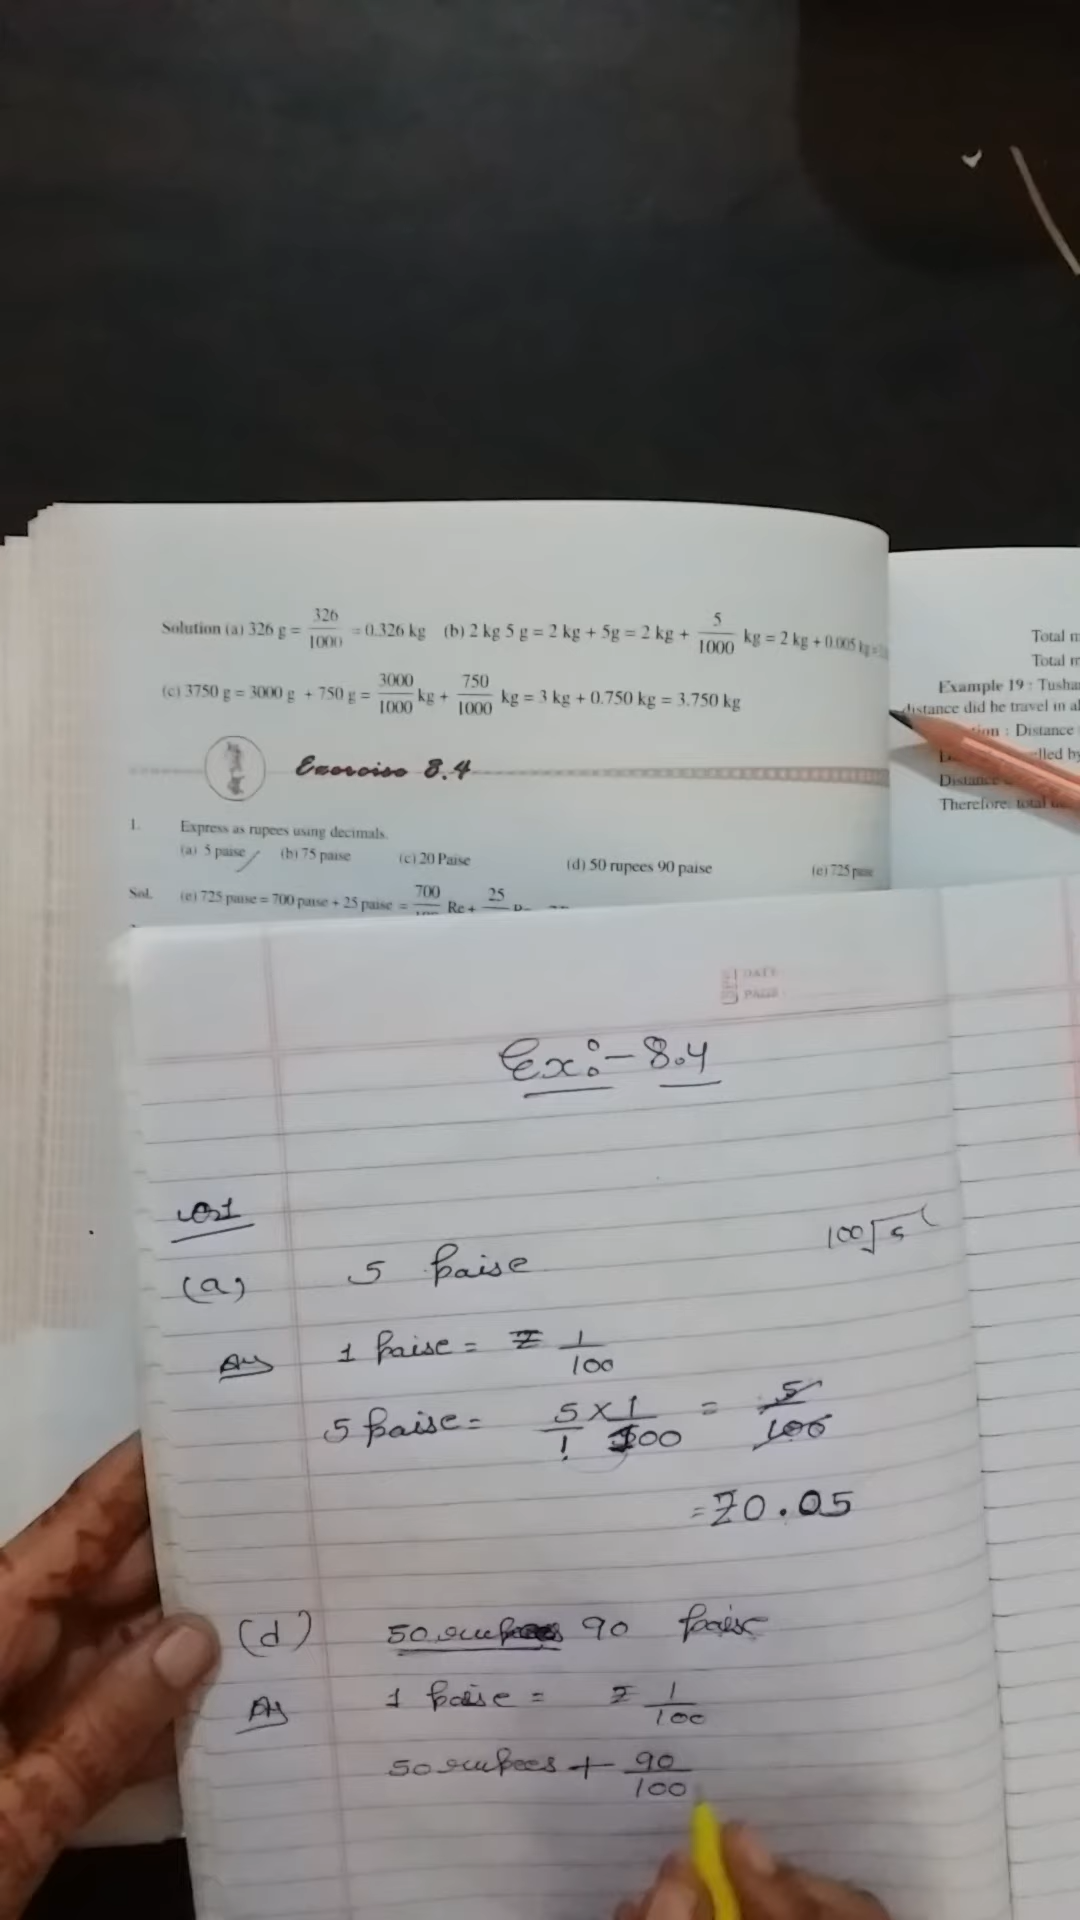 Solution (a) 326 g = 326/1000 = 0.326 kg (b) 2 kg 5 g = 2 kg + 5g = 2 kg + 5/1000 kg = 2 kg + 0.005 kg =
(c) 3750 g = 3000 g + 750 g = 3000/1000 kg + 750/1000 kg = 3 kg + 0.750 kg = 3.750 kg
Exercise 8.4
1. Express as rupees using decimals.
(a) 5 paise (b) 75 paise (c) 20 Paise (d) 50 rupees 90 paise (e) 725 paise
Sol. (e) 725 paise = 700 paise + 25 paise = 700 Re + 25
Total
Total
Example 19 : Tusha
distance did he travel in al
: Distance
lled by
Distance
Therefore, total
DATE
PAGE
Ex:- 8.4
Q1
(a) 5 paise
100√5
Ans 1 paise = ₹ 1/100
5 paise = 5/1 × 1/100 = 5/100
= ₹0.05
(d) 50 rupees 90 paise
Ans 1 paise = ₹ 1/100
50 rupees + 90/100